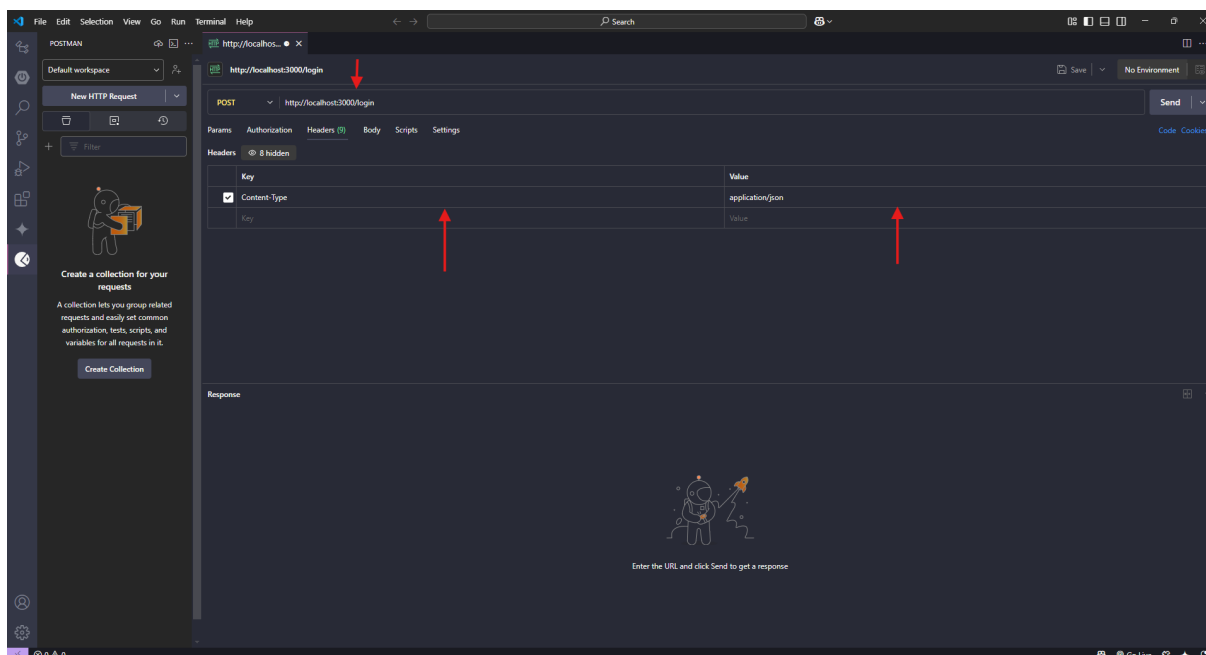 File Edit Selection View Go Run Terminal Help
Search
POSTMAN
http://localhos...
Default workspace
http://localhost:3000/login
Save
No Environment
New HTTP Request
POST
http://localhost:3000/login
Send
Params Authorization Headers (9) Body Scripts Settings
Code Cookies
Filter
Headers 8 hidden
Key Value
Content-Type application/json
Key Value
Create a collection for your
requests
A collection lets you group related
requests and easily set common
authorization, tests, scripts, and
variables for all requests in it.
Create Collection
Response
Enter the URL and click Send to get a response
0 0
Go Live